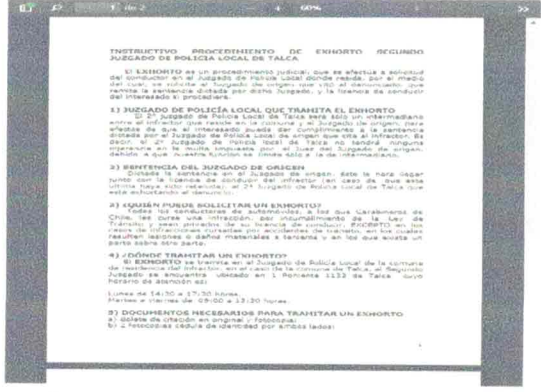 de 2
60%
INSTRUCTIVO PROCEDIMIENTO DE EXHORTO SEGUNDO
JUZGADO DE POLICIA LOCAL DE TALCA
El EXHORTO es un procedimiento judicial, que se efectúa a solicitud
del conductor en el Juzgado de Policía Local donde reside, por el medio
del cual, se solicita al Juzgado de origen que citó al denunciado, que
remita la sentencia dictada por dicho Juzgado, y la licencia de conducir
del interesado si procediera.
1) JUZGADO DE POLICÍA LOCAL QUE TRAMITA EL EXHORTO
El 2º Juzgado de Policía Local de Talca será sólo un intermediario
entre el infractor que reside en la comuna y el Juzgado de origen, para
efectos de que el interesado pueda dar cumplimiento a la sentencia
dictada por el Juzgado de Policía Local de origen que cita al infractor. Es
decir, el 2º Juzgado de Policía local de Talca no tendrá ninguna
injerencia en la multa impuesta por el Juez del Juzgado de origen,
debido a que nuestra función se limita sólo a la de intermediario.
2) SENTENCIA DEL JUZGADO DE ORIGEN
Dictada la sentencia en el Juzgado de origen, éste la hará llegar
junto con la licencia de conducir del infractor (en caso de que esta
última haya sido retenida) al 2º Juzgado de Policía Local de Talca que
está exhortando el denuncio.
3) ¿QUIÉN PUEDE SOLICITAR UN EXHORTO?
Todos los conductores de automóviles, a los que Carabineros de
Chile, les curse una infracción, por incumplimiento de la Ley de
Tránsito y sean privados de su licencia de conducir, EXCEPTO en los
casos de infracciones cursadas por accidentes de tránsito, en los cuales
resulten lesiones o daños materiales a terceros y en los que exista un
parte sobre otro parte.
4) ¿DÓNDE TRAMITAR UN EXHORTO?
El EXHORTO se tramita en el Juzgado de Policía Local de la comuna
de residencia del infractor, en el caso de la comuna de Talca, el Segundo
Juzgado se encuentra ubicado en 1 Poniente 1132 de Talca cuyo
horario de atención es:
Lunes de 14:30 a 17:30 horas.
Martes a Viernes de 09:00 a 13:30 horas.
5) DOCUMENTOS NECESARIOS PARA TRAMITAR UN EXHORTO
a) Boleta de citación en original y fotocopia;
b) 2 fotocopias cédula de identidad por ambos lados;